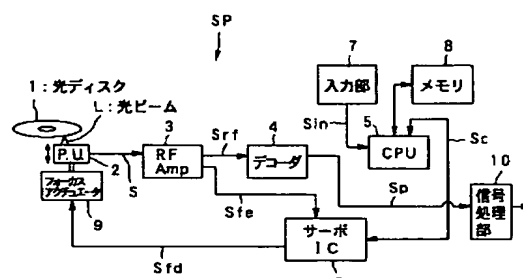 SP
1:光ディスク
L:光ビーム
P.U.
2
フォーカス
アクチュエータ
9
S
3
RF
Amp
Srf
Sfe
4
デコーダ
7
入力部
Sin
5
CPU
8
メモリ
Sc
Sp
10
信号
処理
部
サーボ
IC
Sfd